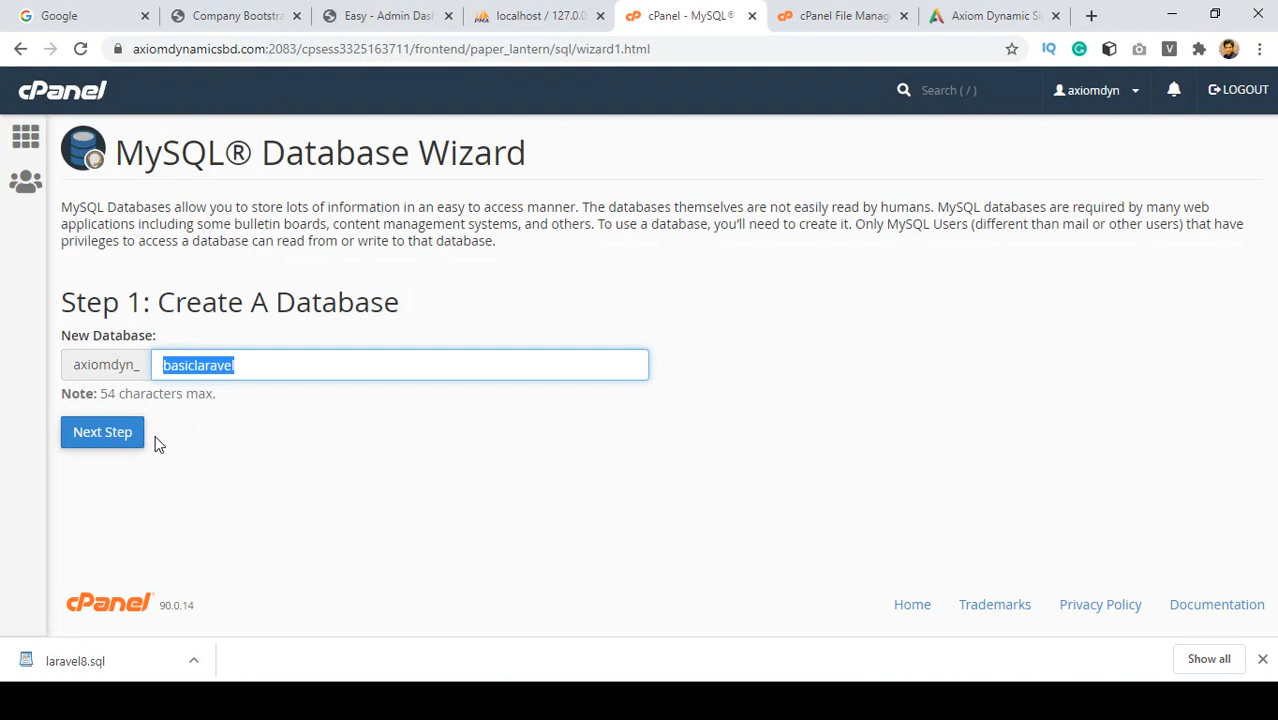 Google
Company Bootstra
Easy - Admin Das
localhost / 127.0.0
cPanel - MySQL®
cPanel File Manag
Axiom Dynamic Si
axiomdynamicsbd.com:2083/cpsess3325163711/frontend/paper_lantern/sql/wizard1.html
cPanel
Search ( / )
axiomdyn
LOGOUT
MySQL® Database Wizard
MySQL Databases allow you to store lots of information in an easy to access manner. The databases themselves are not easily read by humans. MySQL databases are required by many web
applications including some bulletin boards, content management systems, and others. To use a database, you'll need to create it. Only MySQL Users (different than mail or other users) that have
privileges to access a database can read from or write to that database.
Step 1: Create A Database
New Database:
axiomdyn_
basiclaravel
Note: 54 characters max.
Next Step
cPanel
90.0.14
Home
Trademarks
Privacy Policy
Documentation
laravel8.sql
Show all